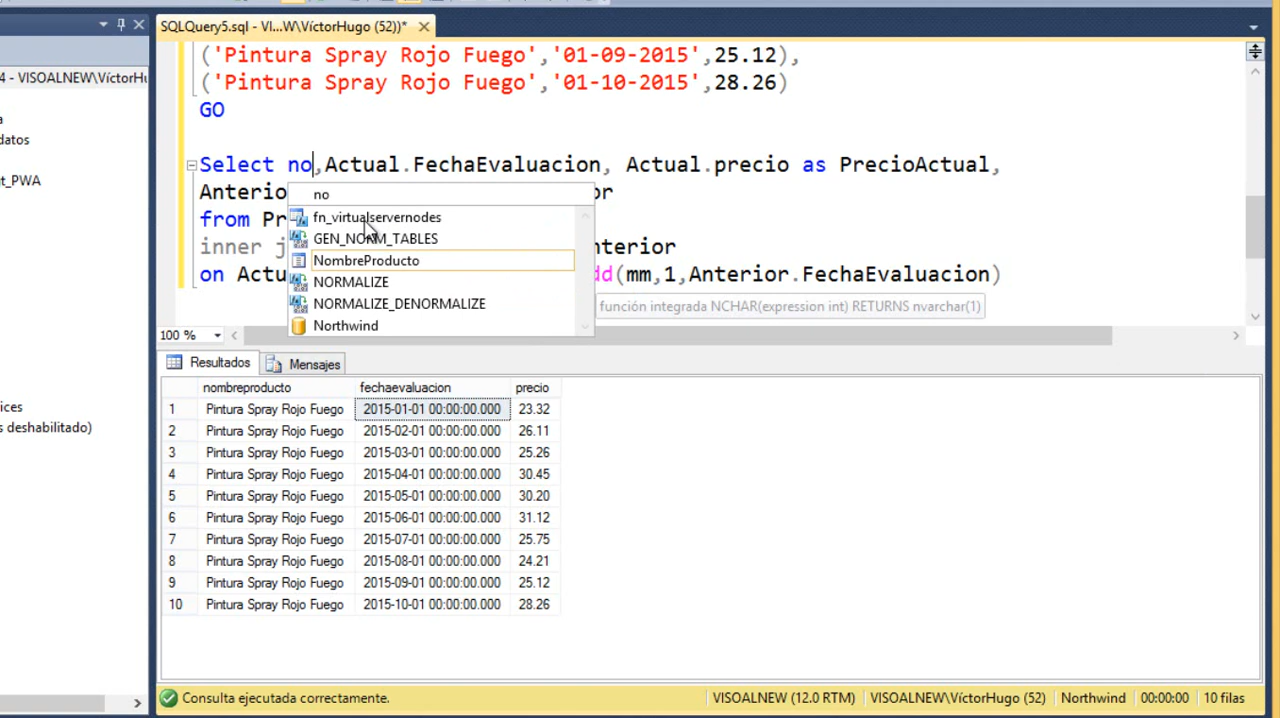 SQLQuery5.sql - VI...W\VíctorHugo (52))*
4 - VISOALNEW\VíctorHu
a
datos
t_PWA
ices
s deshabilitado)
('Pintura Spray Rojo Fuego','01-09-2015',25.12),
('Pintura Spray Rojo Fuego','01-10-2015',28.26)
GO
Select no,Actual.FechaEvaluacion, Actual.precio as PrecioActual,
Anterio or
from Pr
inner j nterior
on Actu dd(mm,1,Anterior.FechaEvaluacion)
no
fn_virtualservernodes
GEN_NORM_TABLES
NombreProducto
NORMALIZE
NORMALIZE_DENORMALIZE
Northwind
función integrada NCHAR(expression int) RETURNS nvarchar(1)
100 %
Resultados Mensajes
nombreproducto fechaevaluacion precio
1 Pintura Spray Rojo Fuego 2015-01-01 00:00:00.000 23.32
2 Pintura Spray Rojo Fuego 2015-02-01 00:00:00.000 26.11
3 Pintura Spray Rojo Fuego 2015-03-01 00:00:00.000 25.26
4 Pintura Spray Rojo Fuego 2015-04-01 00:00:00.000 30.45
5 Pintura Spray Rojo Fuego 2015-05-01 00:00:00.000 30.20
6 Pintura Spray Rojo Fuego 2015-06-01 00:00:00.000 31.12
7 Pintura Spray Rojo Fuego 2015-07-01 00:00:00.000 25.75
8 Pintura Spray Rojo Fuego 2015-08-01 00:00:00.000 24.21
9 Pintura Spray Rojo Fuego 2015-09-01 00:00:00.000 25.12
10 Pintura Spray Rojo Fuego 2015-10-01 00:00:00.000 28.26
Consulta ejecutada correctamente. VISOALNEW (12.0 RTM) VISOALNEW\VíctorHugo (52) Northwind 00:00:00 10 filas